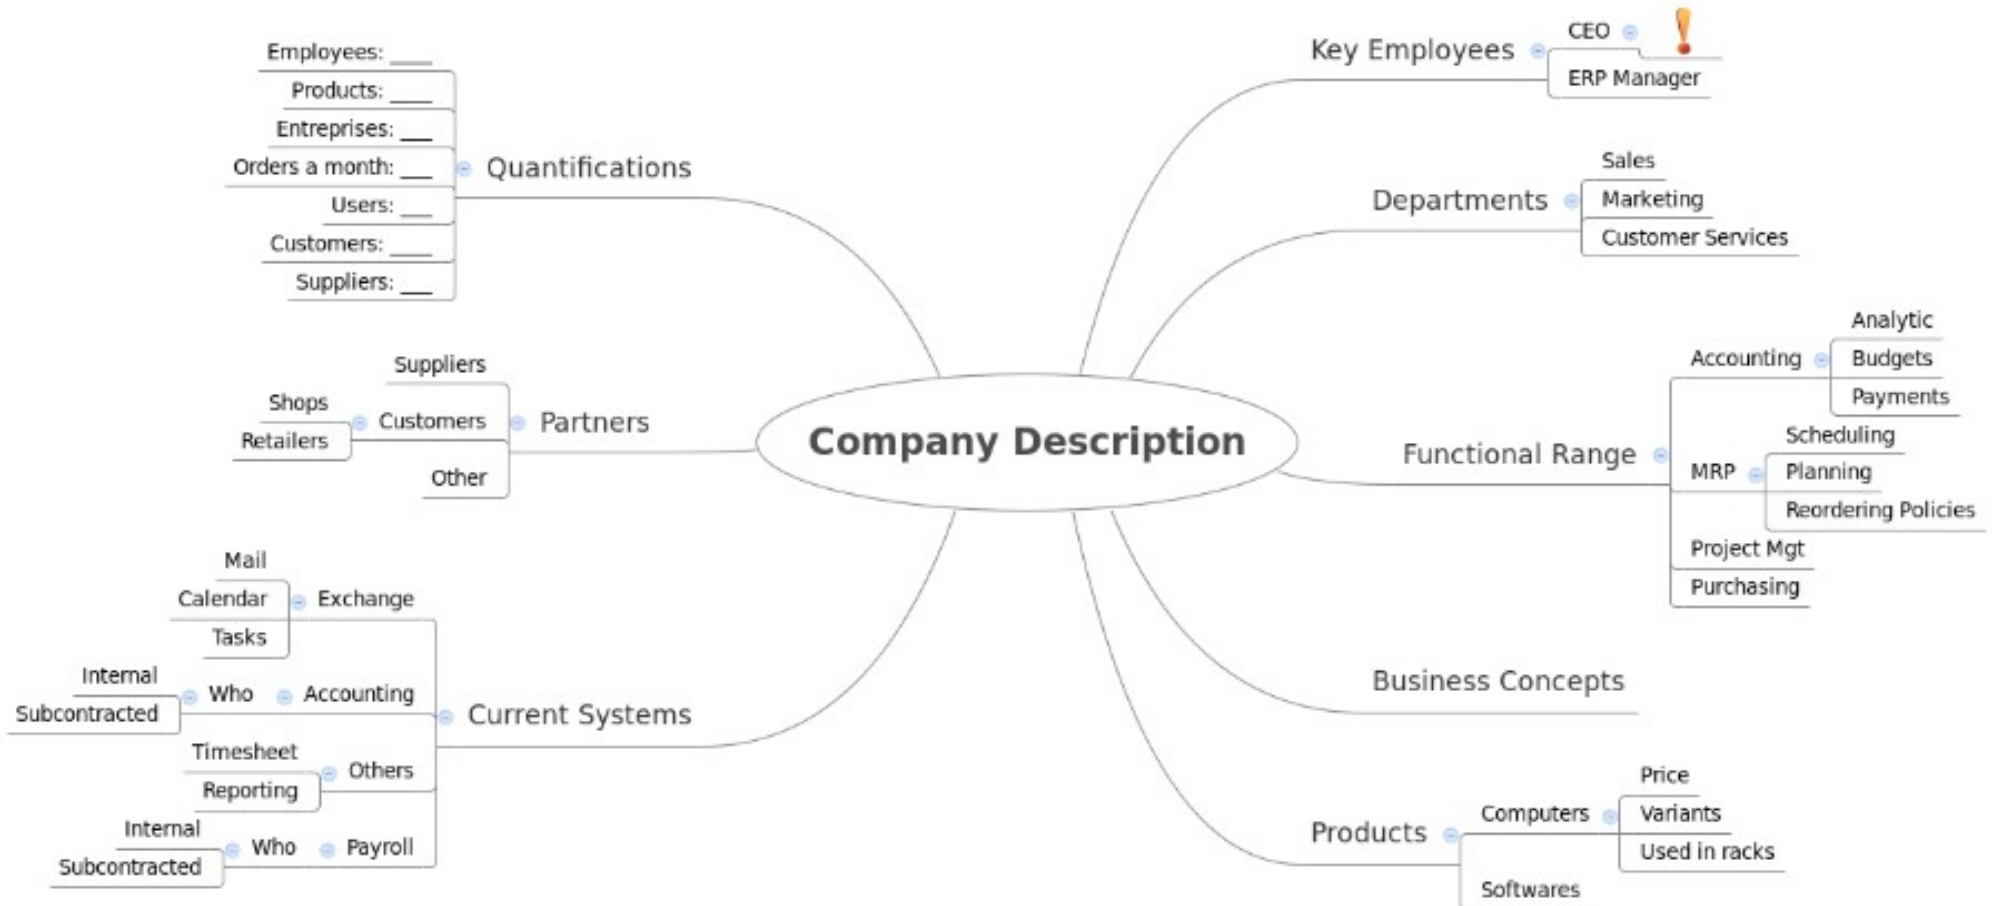 Company Description
Quantifications
Employees: ____
Products: ____
Entreprises: ___
Orders a month: ___
Users: ___
Customers: ____
Suppliers: ___
Partners
Suppliers
Customers
Shops
Retailers
Other
Current Systems
Exchange
Mail
Calendar
Tasks
Accounting
Who
Internal
Subcontracted
Others
Timesheet
Reporting
Payroll
Who
Internal
Subcontracted
Key Employees
CEO
ERP Manager
Departments
Sales
Marketing
Customer Services
Functional Range
Accounting
Analytic
Budgets
Payments
MRP
Scheduling
Planning
Reordering Policies
Project Mgt
Purchasing
Business Concepts
Products
Computers
Price
Variants
Used in racks
Softwares